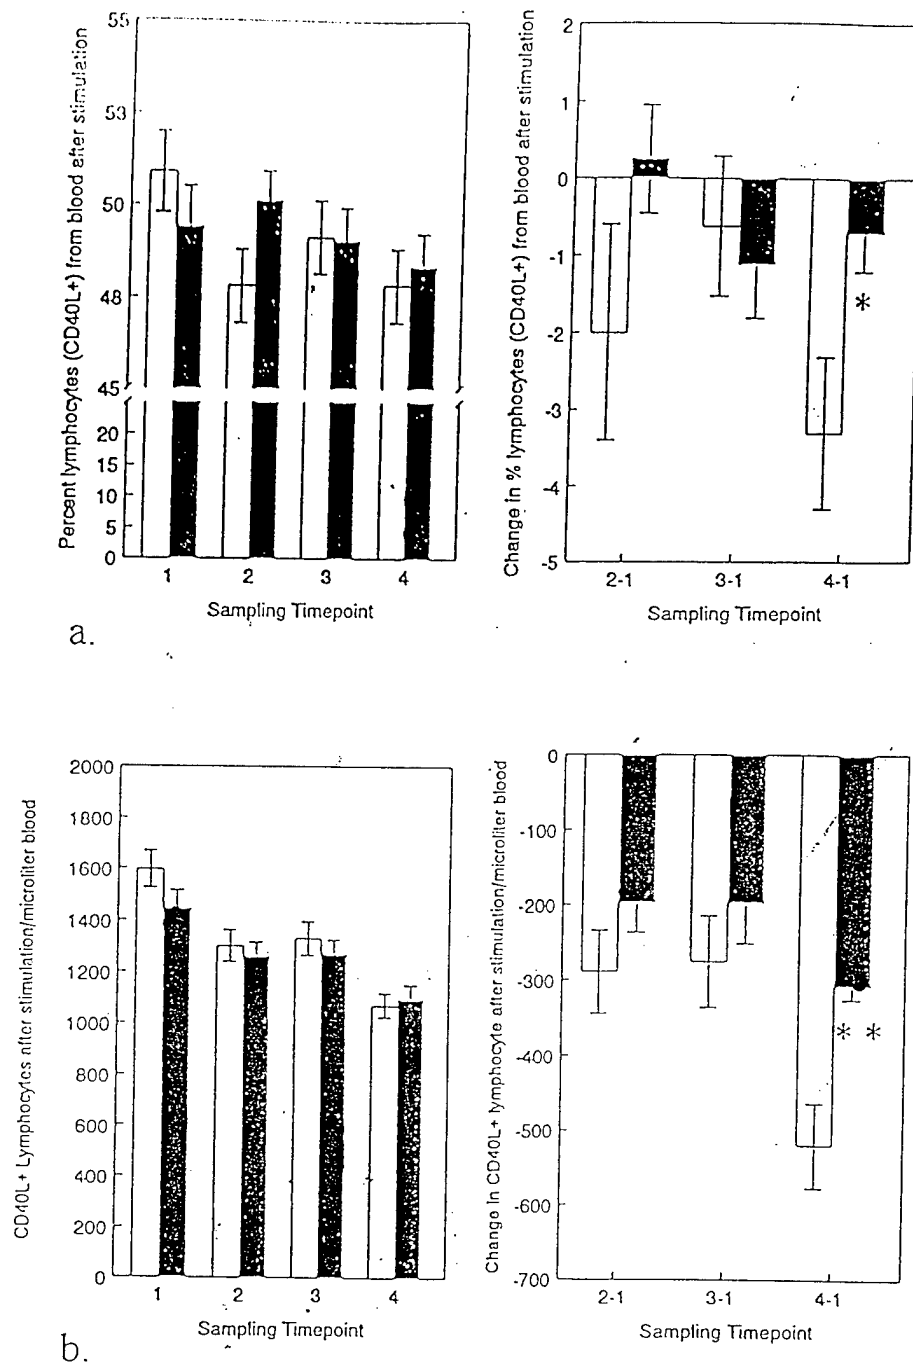 Percent lymphocytes (CD40L+) from blood after stimulation
55
53
50
48
45
20
15
10
5
0
1 2 3 4
Sampling Timepoint
Change in % lymphocytes (CD40L+) from blood after stimulation
2
1
0
-1
-2
-3
-4
-5
*
2-1 3-1 4-1
Sampling Timepoint
a.
CD40L+ Lymphocytes after stimulation/microliter blood
2000
1800
1600
1400
1200
1000
800
600
400
200
0
1 2 3 4
Sampling Timepoint
Change in CD40L+ lymphocyte after stimulation/microliter blood
0
-100
-200
-300
-400
-500
-600
-700
* *
2-1 3-1 4-1
Sampling Timepoint
b.